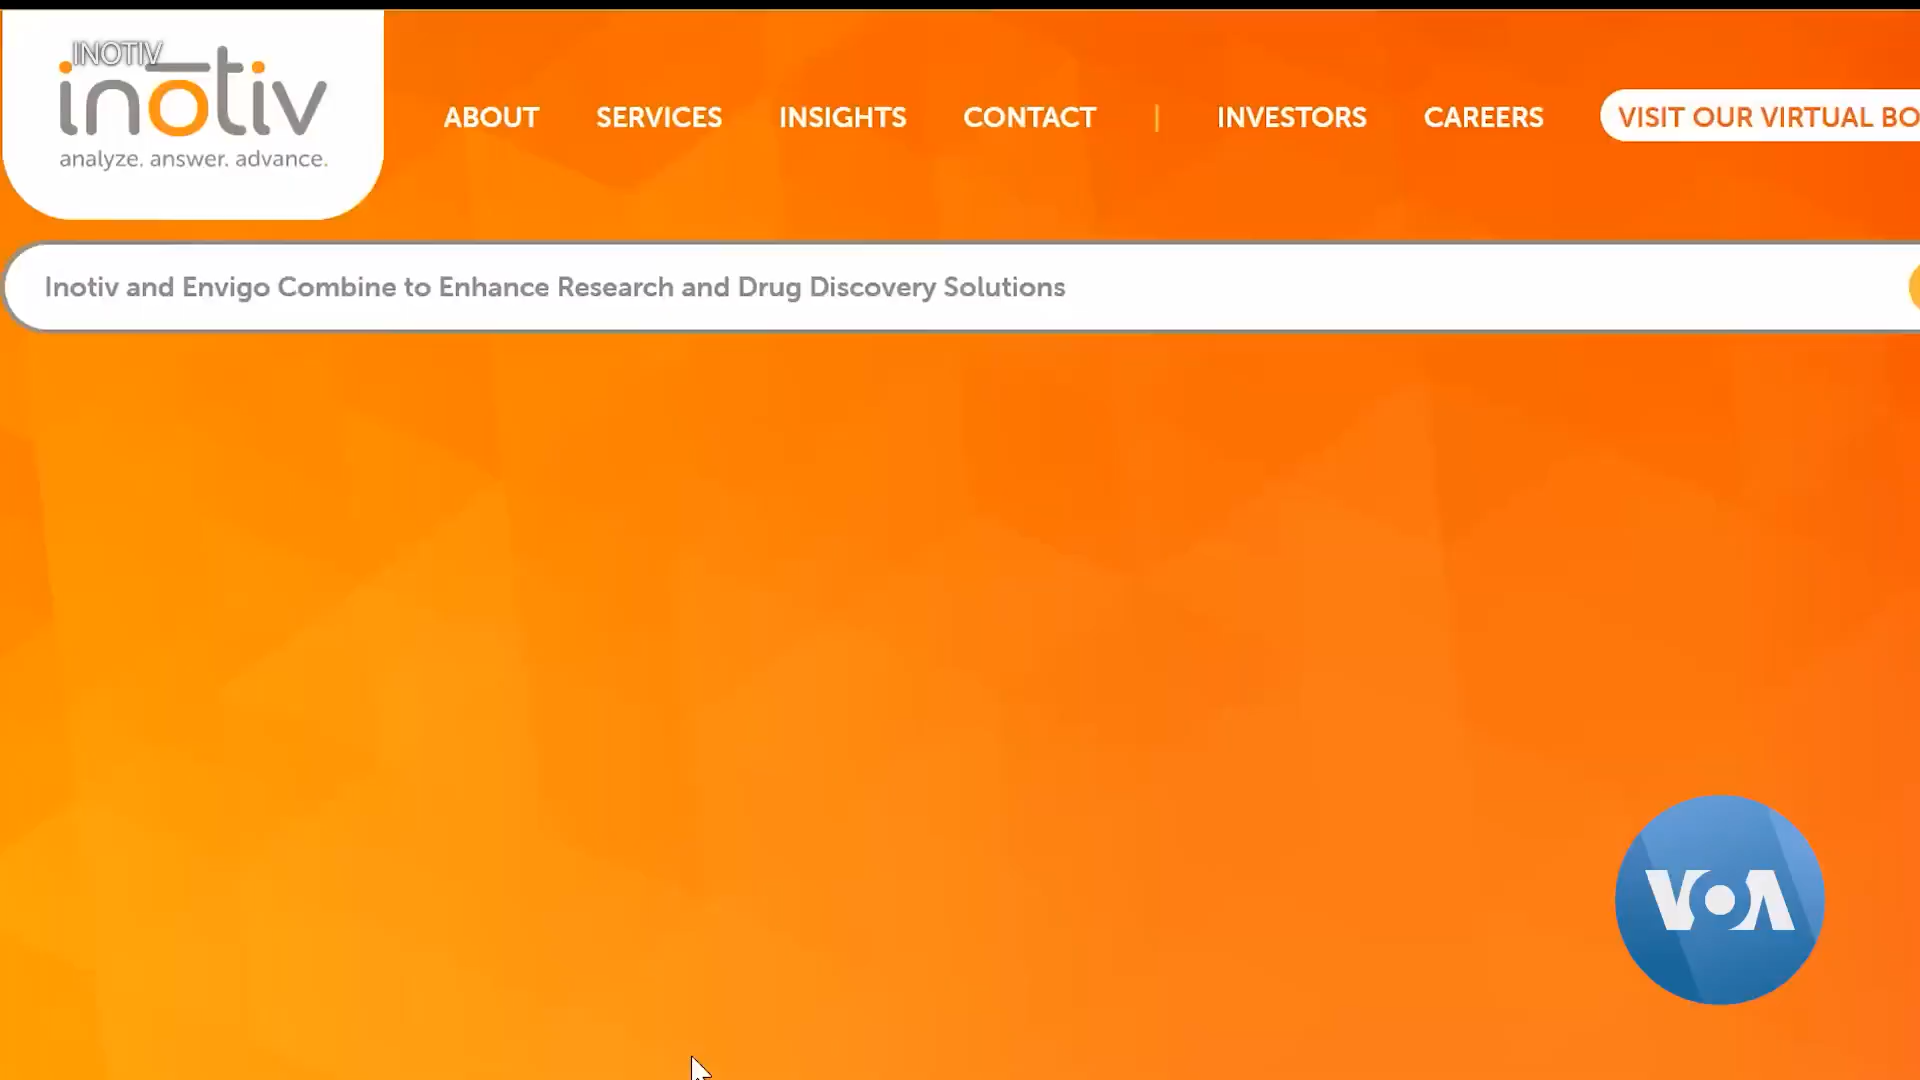 INOTIV
inotiv
analyze. answer. advance.
ABOUT SERVICES INSIGHTS CONTACT | INVESTORS CAREERS VISIT OUR VIRTUAL BO
Inotiv and Envigo Combine to Enhance Research and Drug Discovery Solutions
VOA